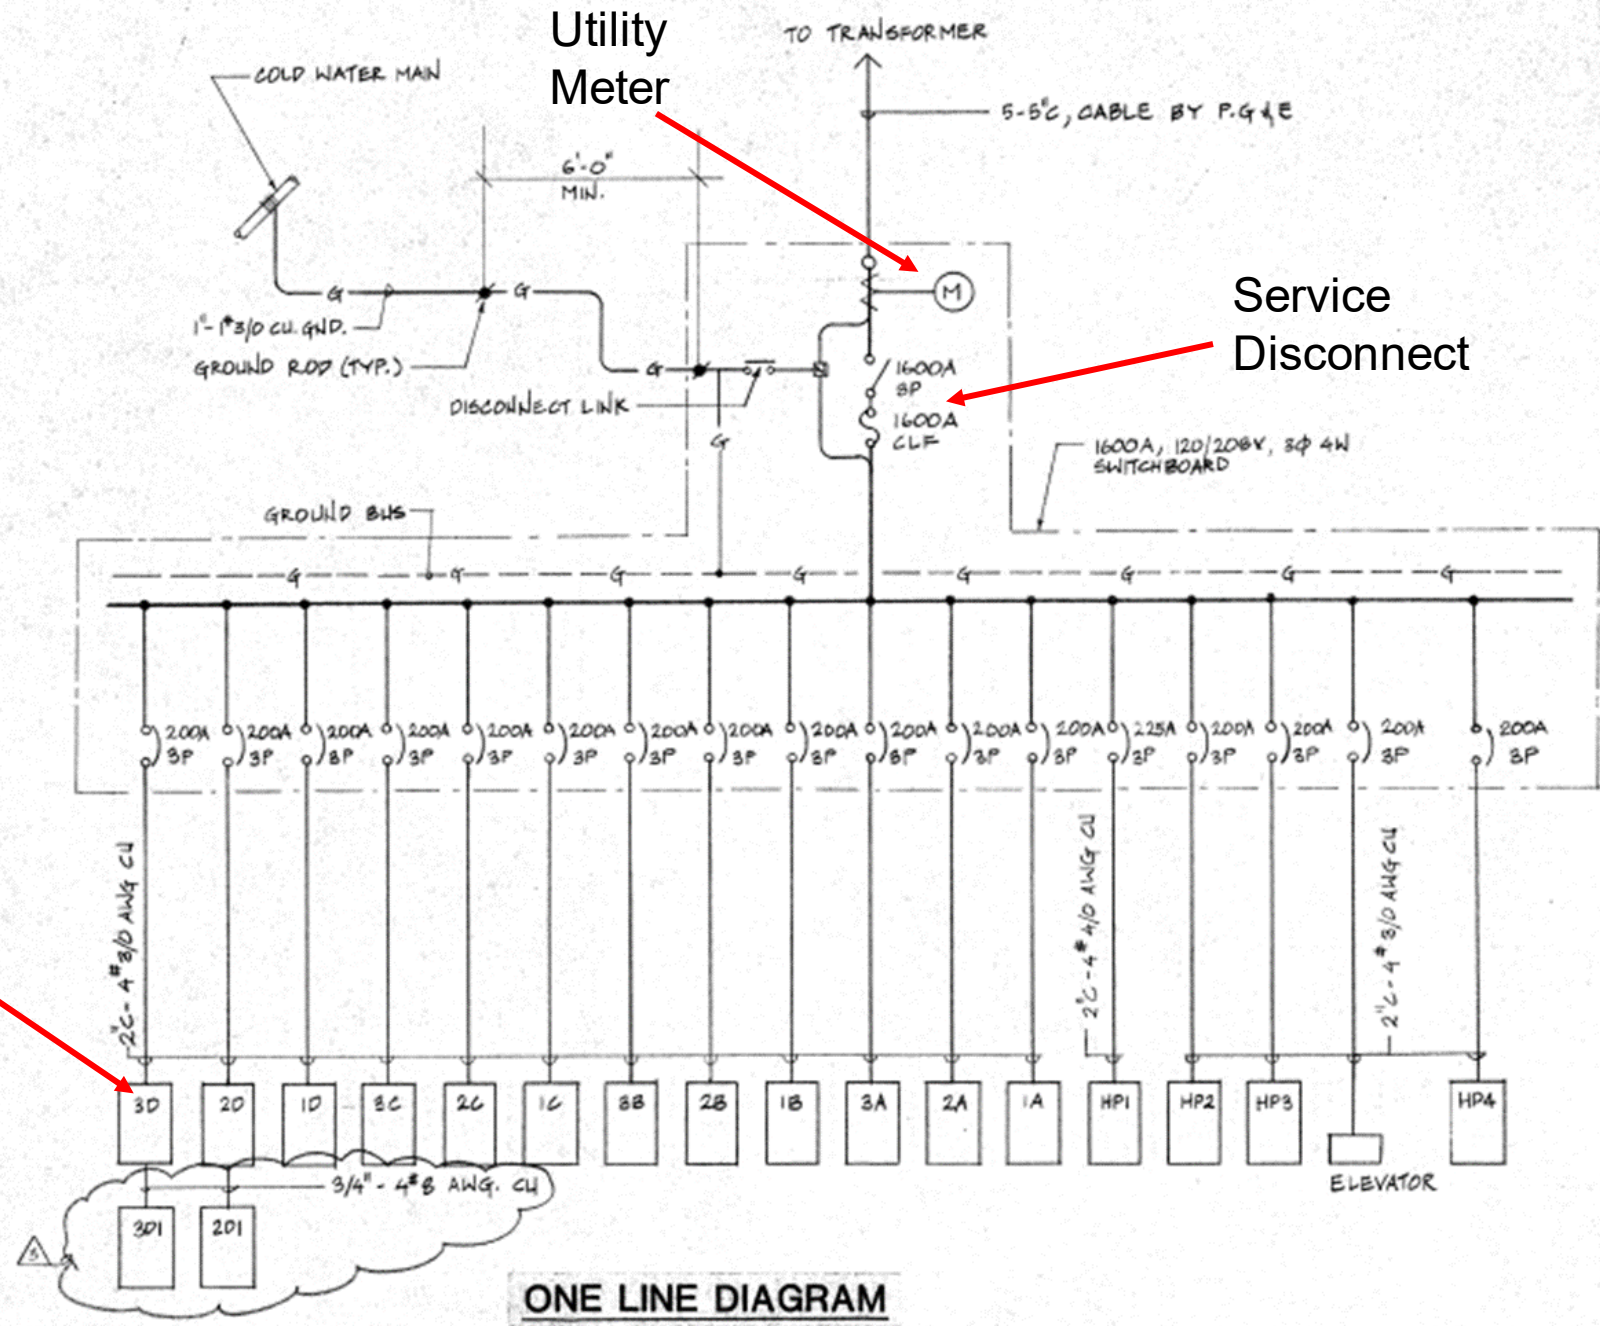 Utility
Meter
TO TRANSFORMER
COLD WATER MAIN
5-5"C, CABLE BY P.G & E
6'-0"
MIN.
M
Service
Disconnect
G
G
1"-1#3/0 CU. GND.
GROUND ROD (TYP.)
G
1600A
3P
DISCONNECT LINK
1600A
CLF
G
1600A, 120/208V, 3φ 4W
SWITCHBOARD
GROUND BUS
G G G G G G G G
200A 200A 200A 200A 200A 200A 200A 200A 200A 200A 200A 200A 225A 200A 200A 200A 200A
3P 3P 3P 3P 3P 3P 3P 3P 3P 3P 3P 3P 3P 3P 3P 3P 3P
2"C - 4#3/0 AWG CU
2"C - 4#4/0 AWG CU
2"C - 4#3/0 AWG CU
3D 2D 1D 3C 2C 1C 3B 2B 1B 3A 2A 1A HP1 HP2 HP3 HP4
ELEVATOR
3/4" - 4#8 AWG. CU
3D1 2D1
3
ONE LINE DIAGRAM